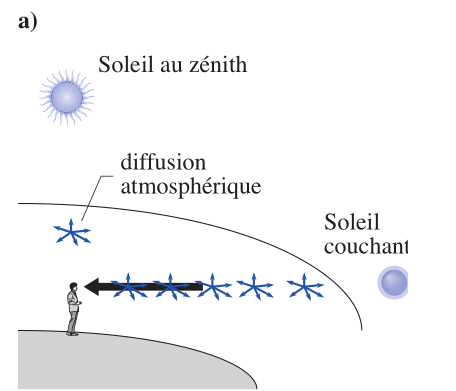 a)
Soleil au zénith
diffusion
atmosphérique
Soleil
couchant